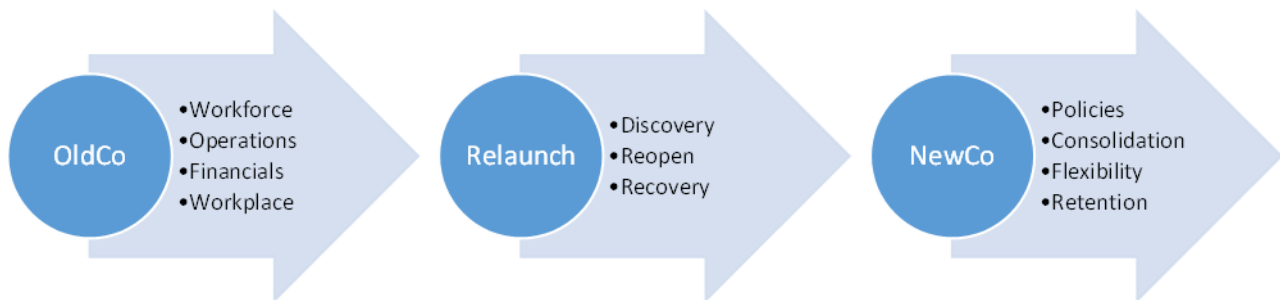 OldCo
•Workforce
•Operations
•Financials
•Workplace
Relaunch
•Discovery
•Reopen
•Recovery
NewCo
•Policies
•Consolidation
•Flexibility
•Retention